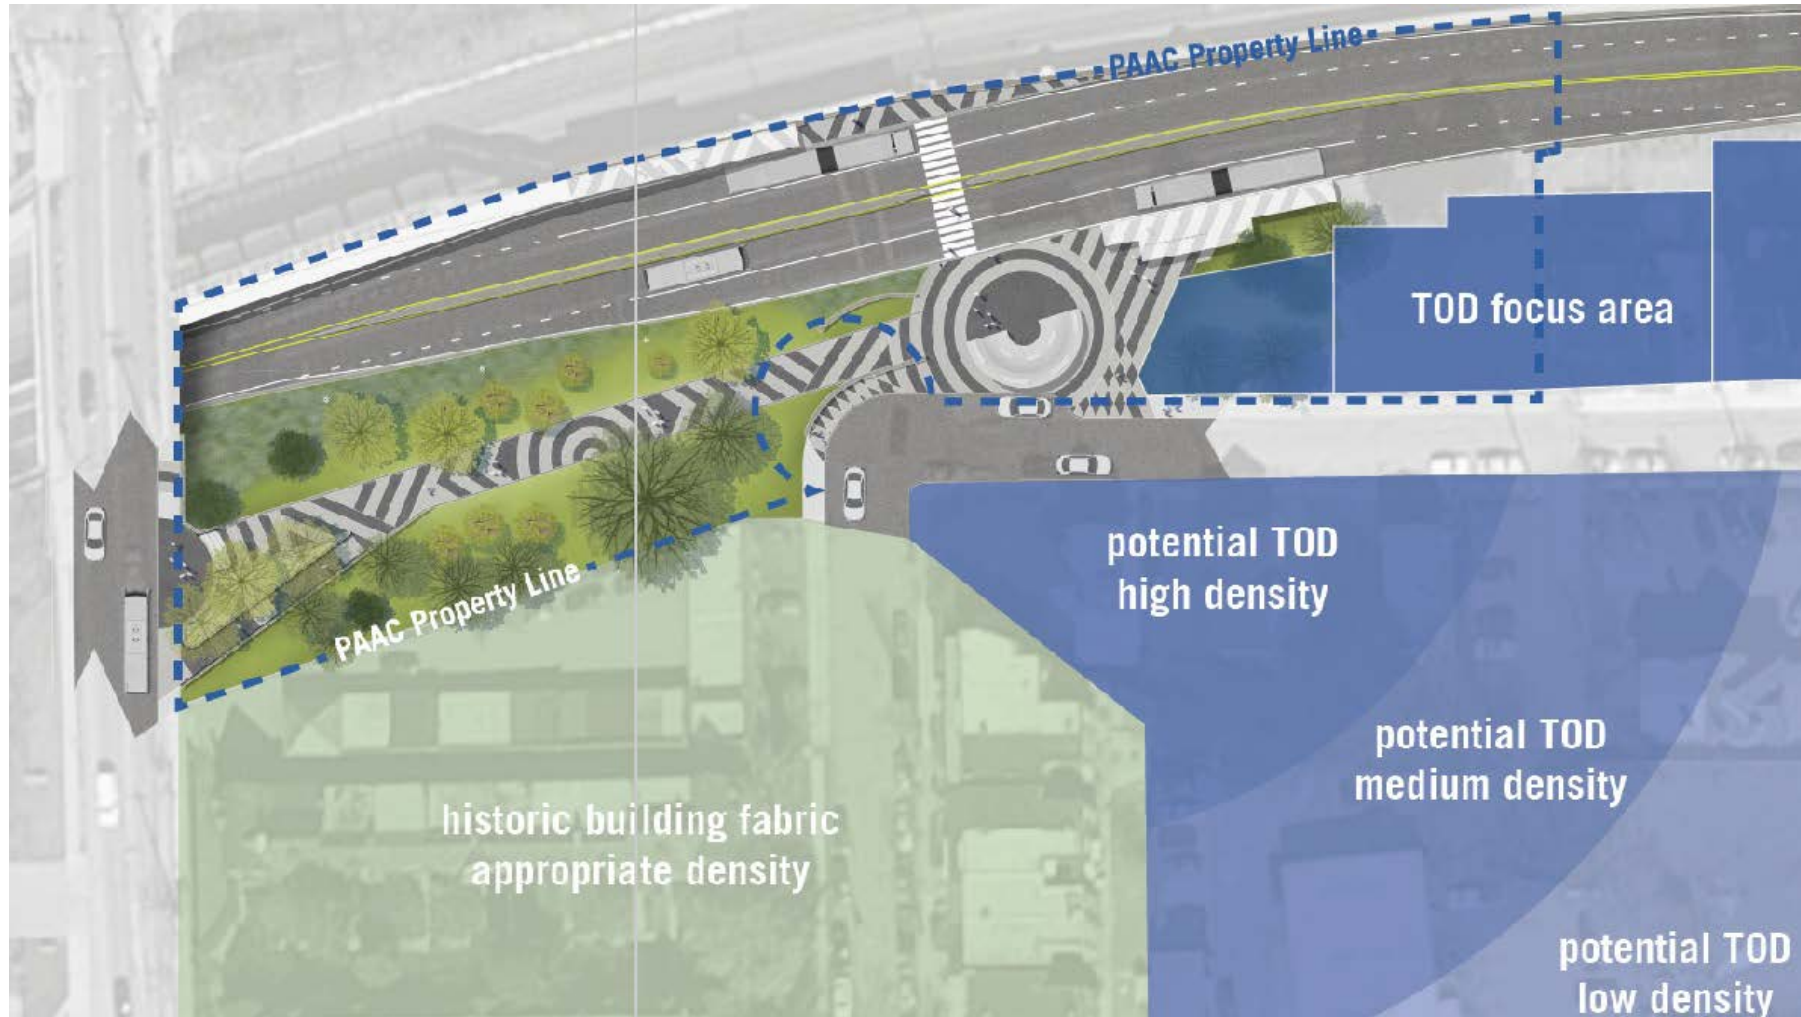 PAAC Property Line
TOD focus area
potential TOD
high density
PAAC Property Line
potential TOD
medium density
historic building fabric
appropriate density
potential TOD
low density